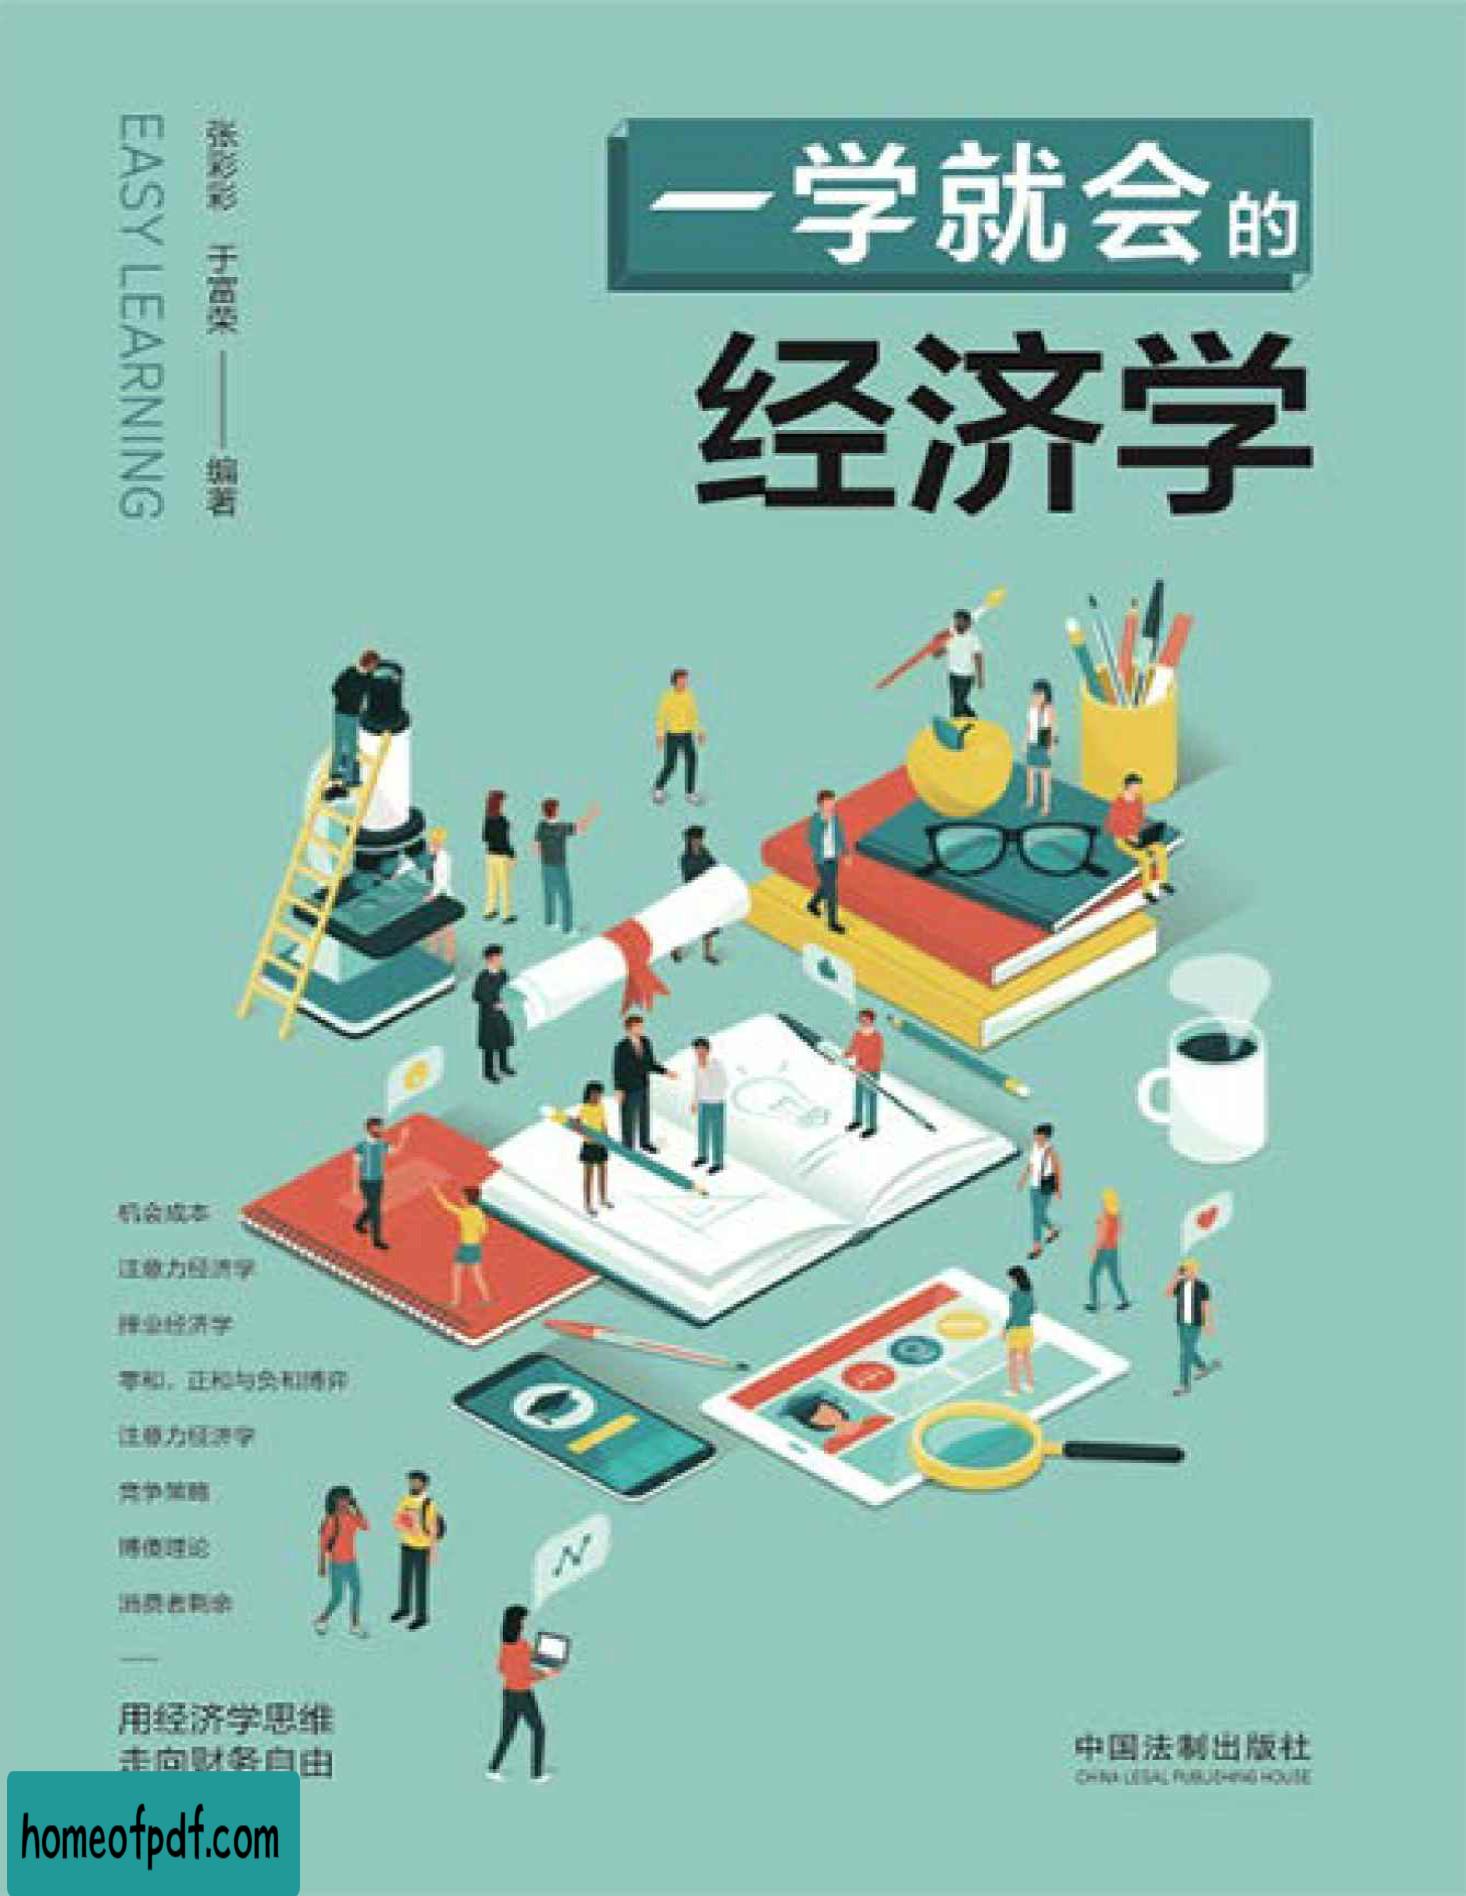 一学就会的
经济学
EASY LEARNING
张彩彩 于富荣——编著
机会成本
注意力经济学
择业经济学
零和、正和与负和博弈
注意力经济学
竞争策略
博傻理论
消费者剩余
用经济学思维
走向财务自由
中国法制出版社
CHINA LEGAL PUBLISHING HOUSE
homeofpdf.com